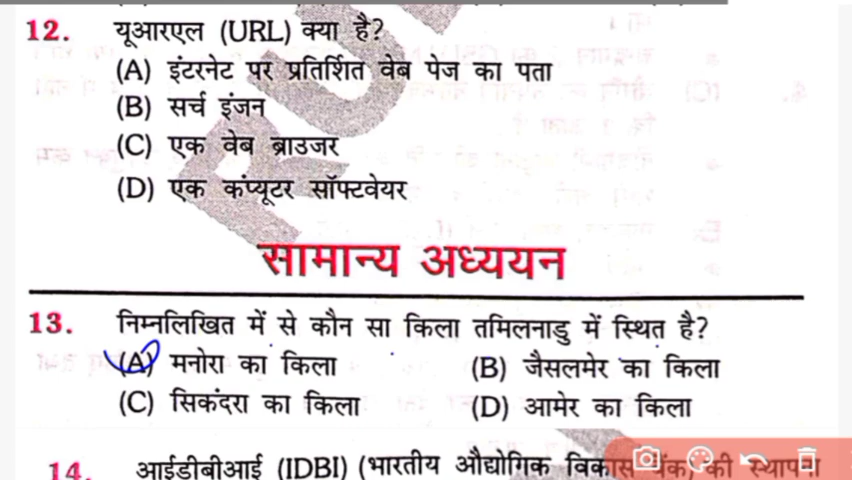 12. यूआरएल (URL) क्या है?
(A) इंटरनेट पर प्रतिर्शित वेब पेज का पता
(B) सर्च इंजन
(C) एक वेब ब्राउजर
(D) एक कंप्यूटर सॉफ्टवेयर
सामान्य अध्ययन
13. निम्नलिखित में से कौन सा किला तमिलनाडु में स्थित है?
(A) मनोरा का किला (B) जैसलमेर का किला
(C) सिकंदरा का किला (D) आमेर का किला
14. आईडीबीआई (IDBI) (भारतीय औद्योगिक विकास बैंक) की स्थापना